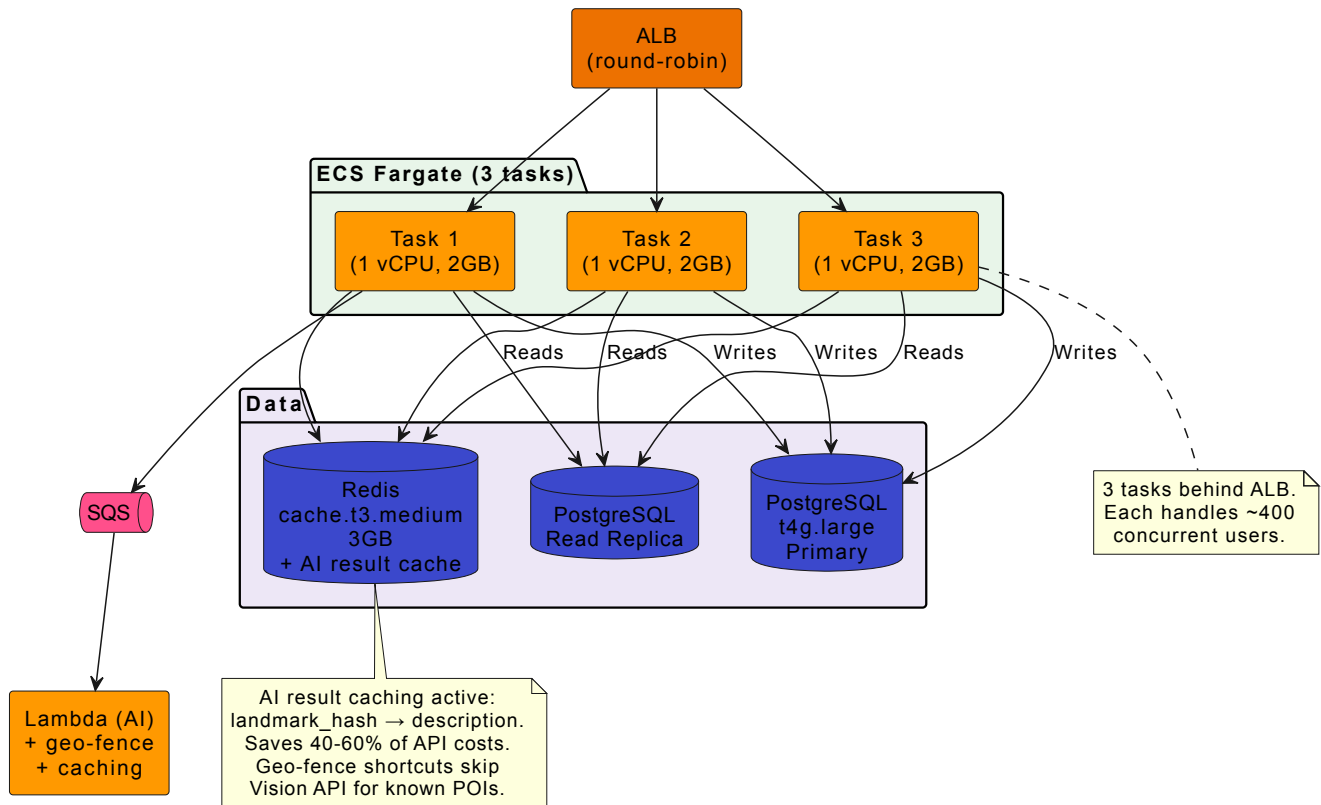 ALB
(round-robin)
ECS Fargate (3 tasks)
Task 1
(1 vCPU, 2GB)
Task 2
(1 vCPU, 2GB)
Task 3
(1 vCPU, 2GB)
Reads
Reads
Writes
Writes
Reads
Writes
Data
Redis
cache.t3.medium
3GB
+ AI result cache
PostgreSQL
Read Replica
PostgreSQL
t4g.large
Primary
SQS
3 tasks behind ALB.
Each handles ~400
concurrent users.
Lambda (AI)
+ geo-fence
+ caching
AI result caching active:
landmark_hash → description.
Saves 40-60% of API costs.
Geo-fence shortcuts skip
Vision API for known POIs.